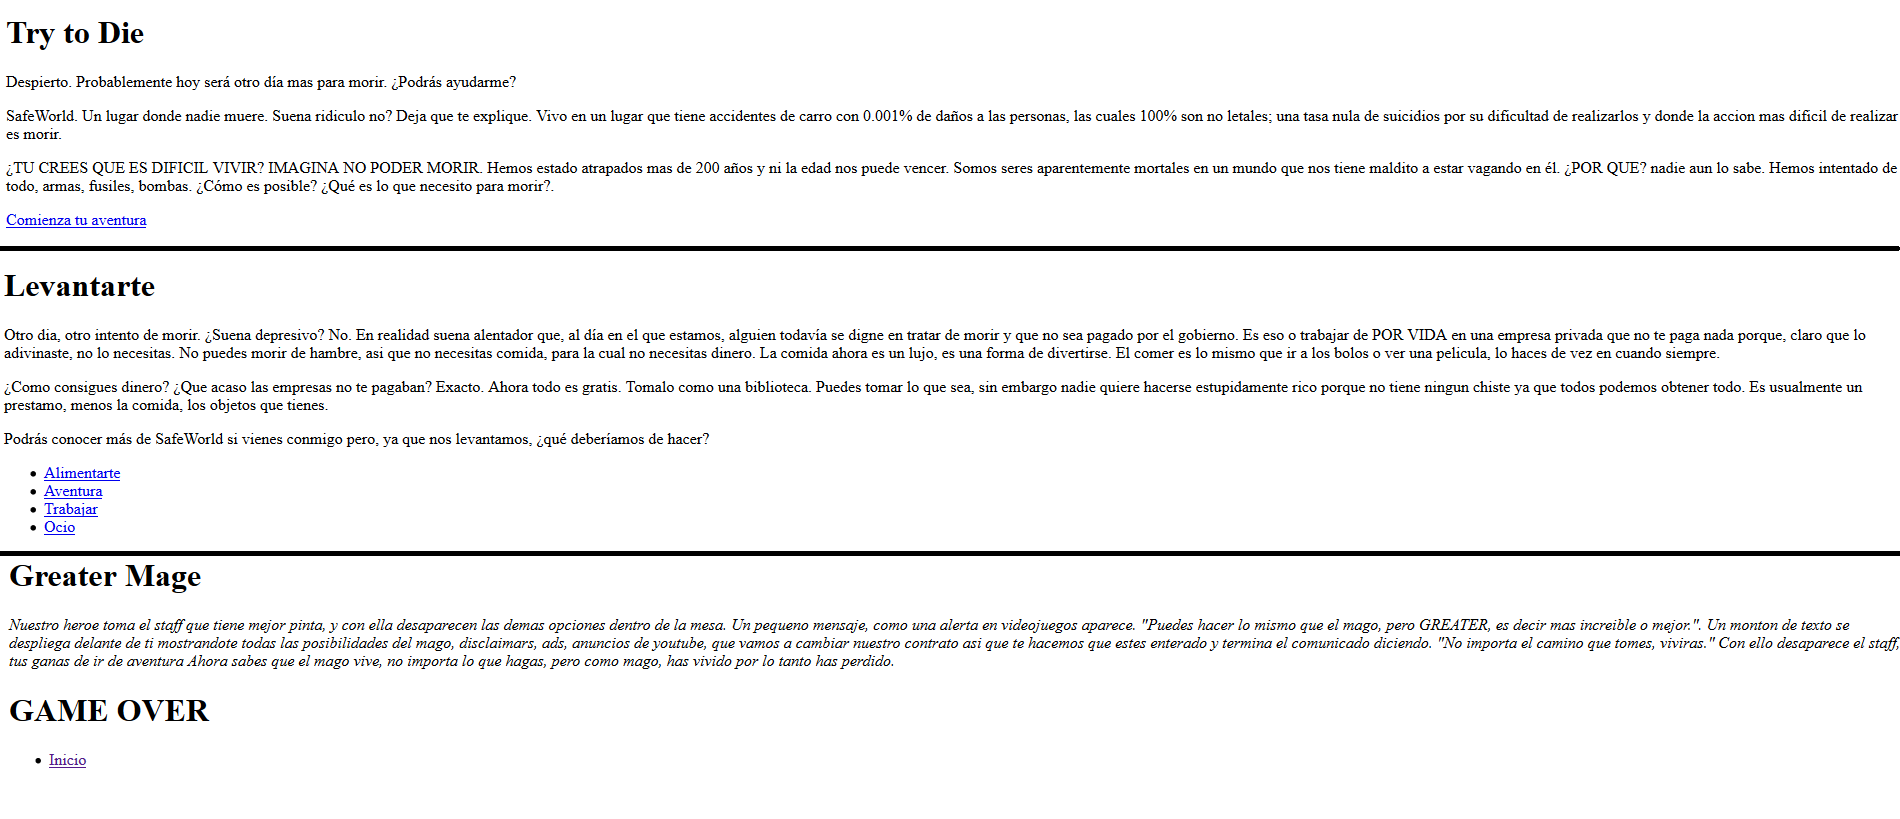 Try to Die
Despierto. Probablemente hoy será otro día mas para morir. ¿Podrás ayudarme?
SafeWorld. Un lugar donde nadie muere. Suena ridiculo no? Deja que te explique. Vivo en un lugar que tiene accidentes de carro con 0.001% de daños a las personas, las cuales 100% son no letales; una tasa nula de suicidios por su dificultad de realizarlos y donde la accion mas dificil de realizar
es morir.
¿TU CREES QUE ES DIFICIL VIVIR? IMAGINA NO PODER MORIR. Hemos estado atrapados mas de 200 años y ni la edad nos puede vencer. Somos seres aparentemente mortales en un mundo que nos tiene maldito a estar vagando en él. ¿POR QUE? nadie aun lo sabe. Hemos intentado de
todo, armas, fusiles, bombas. ¿Cómo es posible? ¿Qué es lo que necesito para morir?.
Comienza tu aventura
Levantarte
Otro dia, otro intento de morir. ¿Suena depresivo? No. En realidad suena alentador que, al día en el que estamos, alguien todavía se digne en tratar de morir y que no sea pagado por el gobierno. Es eso o trabajar de POR VIDA en una empresa privada que no te paga nada porque, claro que lo
adivinaste, no lo necesitas. No puedes morir de hambre, asi que no necesitas comida, para la cual no necesitas dinero. La comida ahora es un lujo, es una forma de divertirse. El comer es lo mismo que ir a los bolos o ver una pelicula, lo haces de vez en cuando siempre.
¿Como consigues dinero? ¿Que acaso las empresas no te pagaban? Exacto. Ahora todo es gratis. Tomalo como una biblioteca. Puedes tomar lo que sea, sin embargo nadie quiere hacerse estupidamente rico porque no tiene ningun chiste ya que todos podemos obtener todo. Es usualmente un
prestamo, menos la comida, los objetos que tienes.
Podrás conocer más de SafeWorld si vienes conmigo pero, ya que nos levantamos, ¿qué deberíamos de hacer?
Alimentarte
Aventura
Trabajar
Ocio
Greater Mage
Nuestro heroe toma el staff que tiene mejor pinta, y con ella desaparecen las demas opciones dentro de la mesa. Un pequeno mensaje, como una alerta en videojuegos aparece. "Puedes hacer lo mismo que el mago, pero GREATER, es decir mas increible o mejor.". Un monton de texto se
despliega delante de ti mostrandote todas las posibilidades del mago, disclaimars, ads, anuncios de youtube, que vamos a cambiar nuestro contrato asi que te hacemos que estes enterado y termina el comunicado diciendo. "No importa el camino que tomes, viviras." Con ello desaparece el staff,
tus ganas de ir de aventura Ahora sabes que el mago vive, no importa lo que hagas, pero como mago, has vivido por lo tanto has perdido.
GAME OVER
Inicio